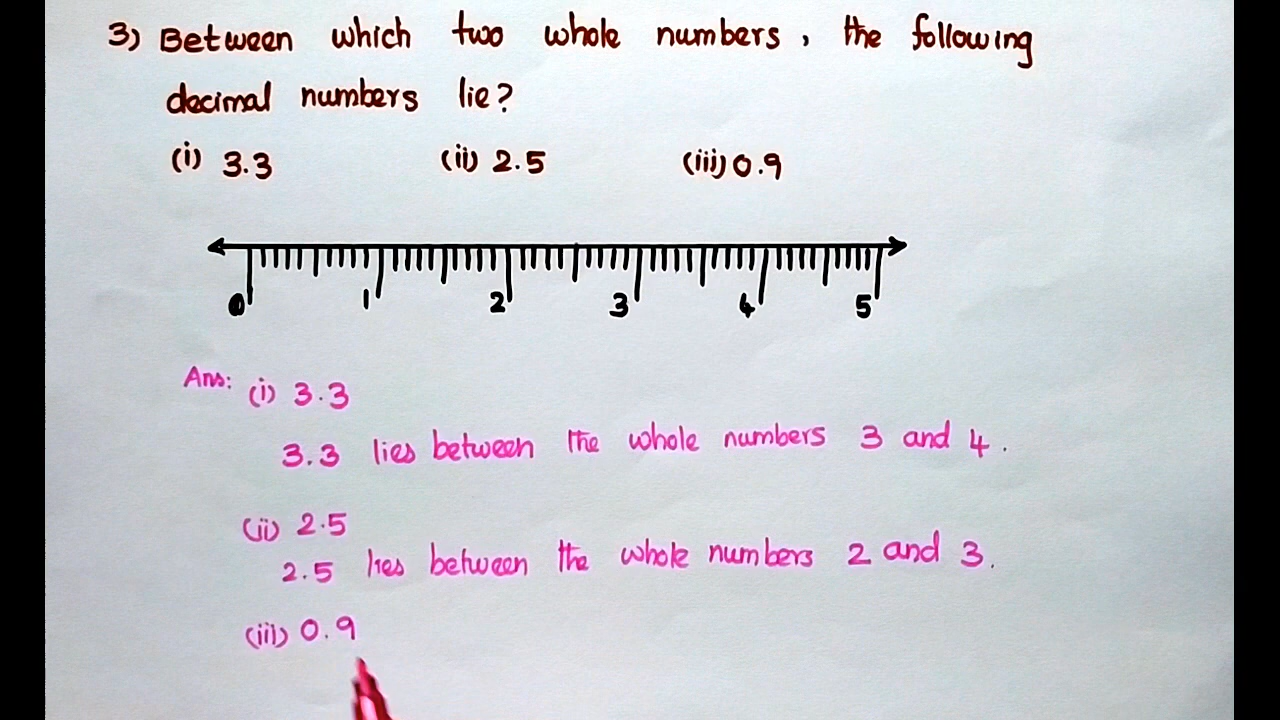 3) Between which two whole numbers, the following
decimal numbers lie?
(i) 3.3 (ii) 2.5 (iii) 0.9
0 1 2 3 4 5
Ans: (i) 3.3
3.3 lies between the whole numbers 3 and 4.
(ii) 2.5
2.5 lies between the whole numbers 2 and 3.
(iii) 0.9